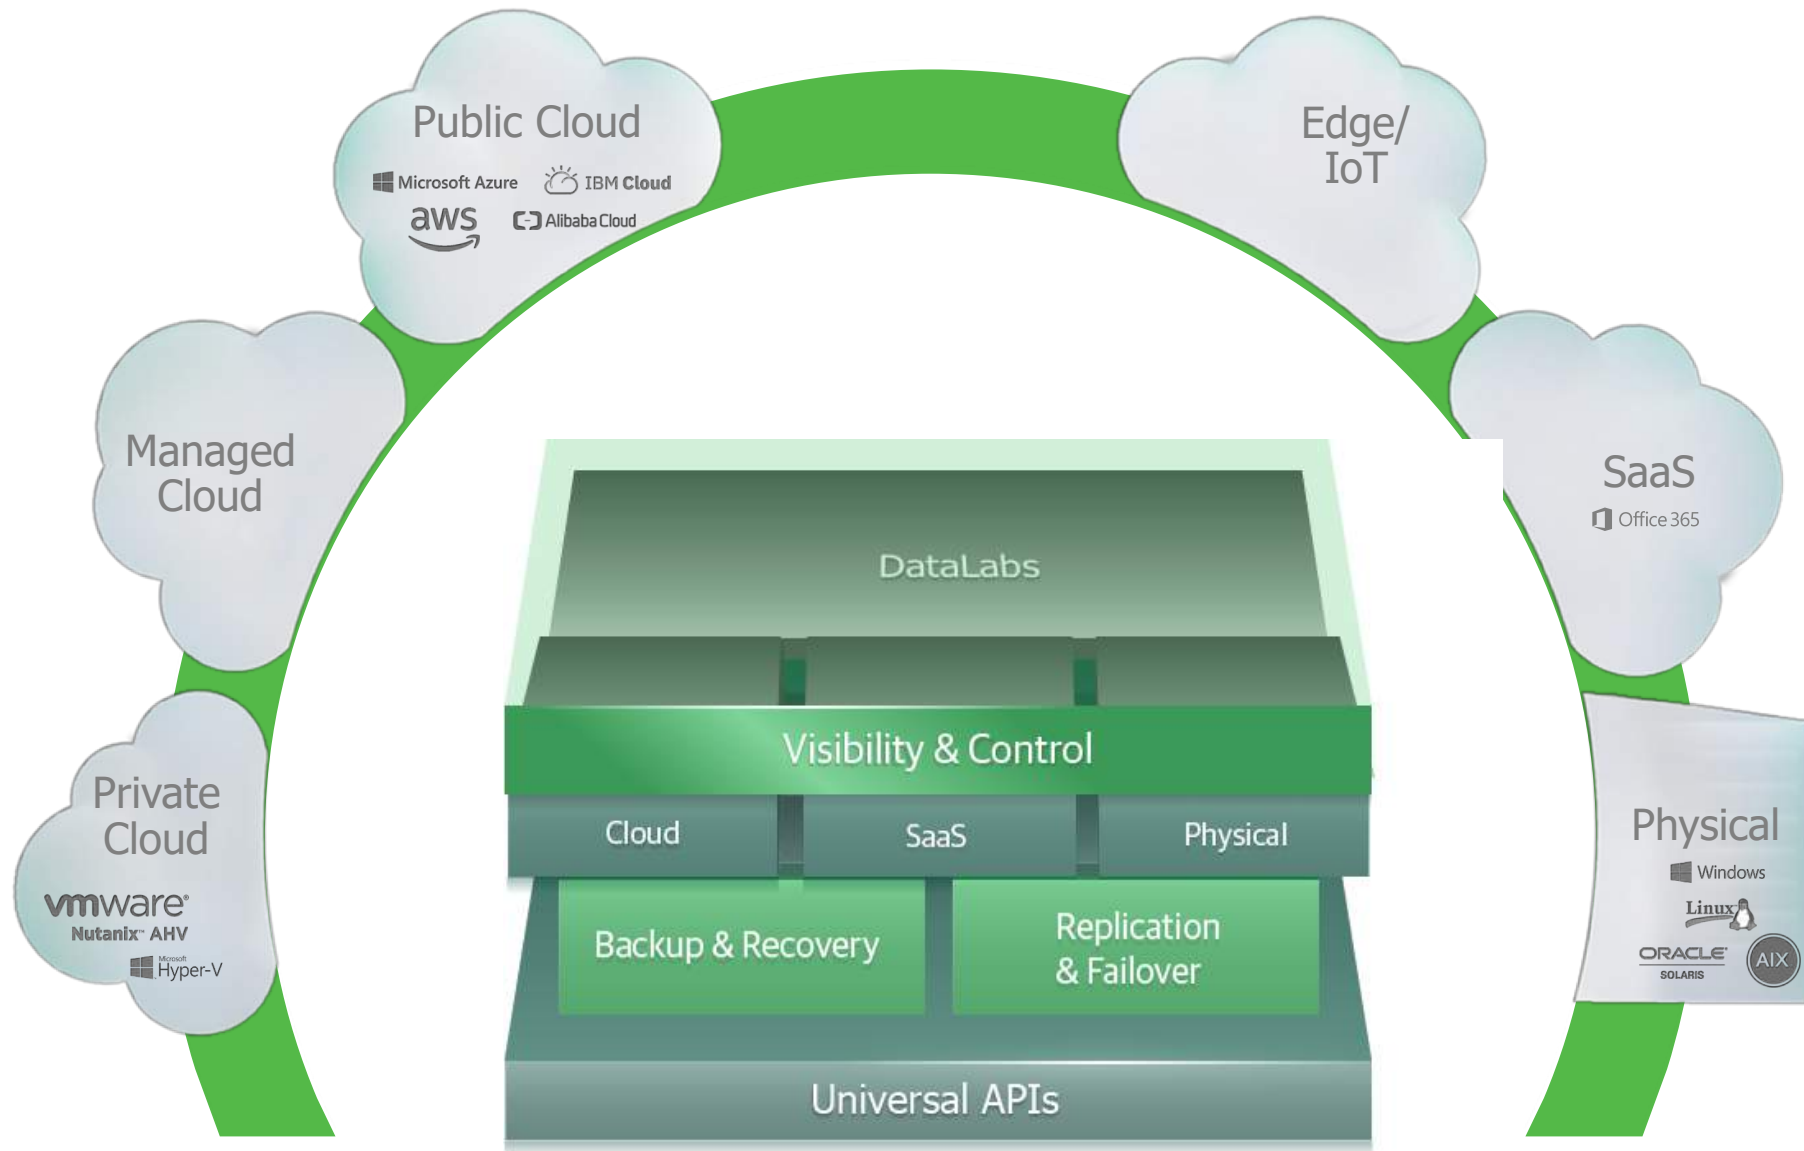 Public Cloud
Microsoft Azure
IBM Cloud
aws
Alibaba Cloud
Edge/
IoT
Managed
Cloud
SaaS
Office 365
Private
Cloud
vmware®
Nutanix™ AHV
Microsoft
Hyper-V
Physical
Windows
Linux
ORACLE®
SOLARIS
AIX
DataLabs
Visibility & Control
Cloud
SaaS
Physical
Backup & Recovery
Replication
& Failover
Universal APIs